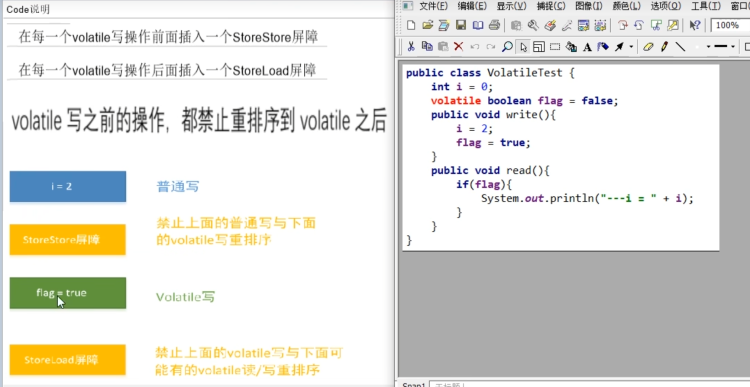 Code说明
在每一个volatile写操作前面插入一个StoreStore屏障
在每一个volatile写操作后面插入一个StoreLoad屏障
volatile 写之前的操作，都禁止重排序到 volatile 之后
i = 2
普通写
StoreStore屏障
禁止上面的普通写与下面
的volatile写重排序
flag = true
Volatile写
StoreLoad屏障
禁止上面的volatile写与下面可
能有的volatile读/写重排序
文件(F) 编辑(E) 显示(V) 捕捉(C) 图像(I) 颜色(L) 选项(O) 工具(T) 窗口
100%
public class VolatileTest {
int i = 0;
volatile boolean flag = false;
public void write(){
i = 2;
flag = true;
}
public void read(){
if(flag){
System.out.println("---i = " + i);
}
}
}
Snap1